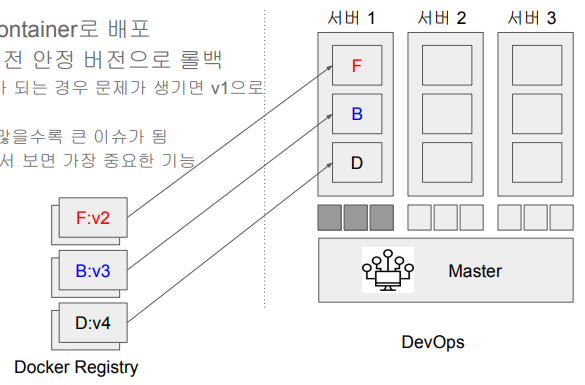 ontainer로 배포
전 안정 버전으로 롤백
되는 경우 문제가 생기면 v1으로
많을수록 큰 이슈가 됨
서 보면 가장 중요한 기능
서버 1 서버 2 서버 3
F
B
D
F:v2
B:v3
D:v4
Docker Registry
Master
DevOps